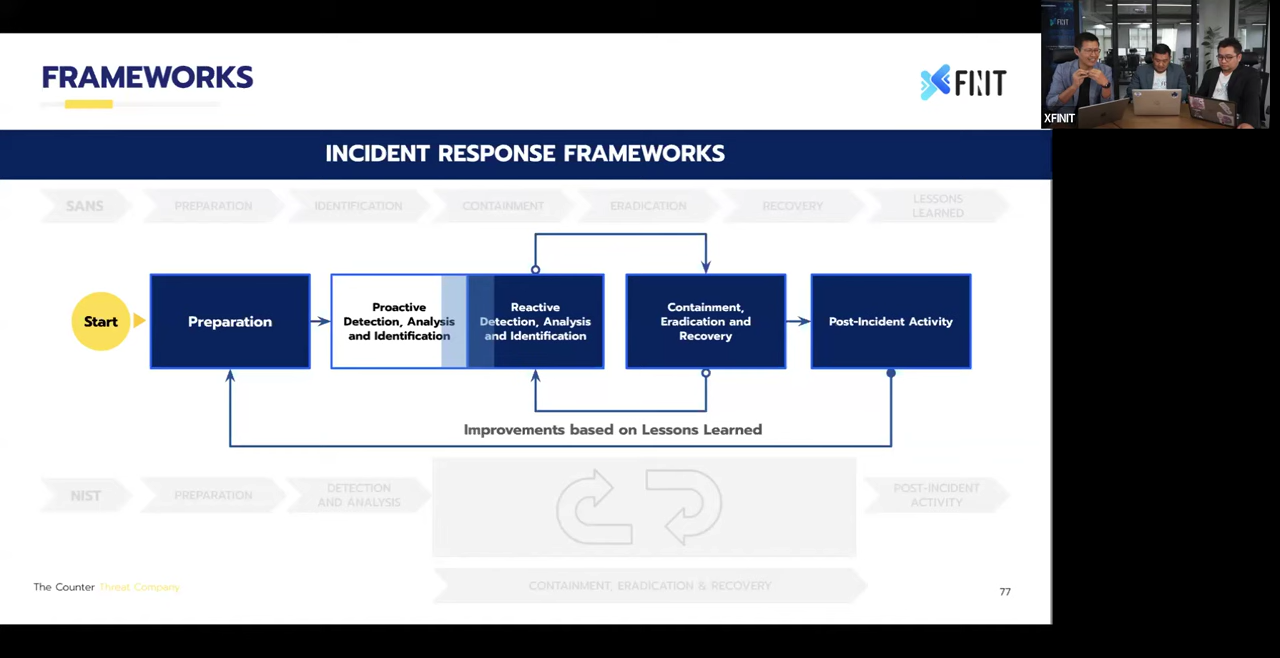 FRAMEWORKS
XFINIT
XFINIT
INCIDENT RESPONSE FRAMEWORKS
SANS
PREPARATION
IDENTIFICATION
CONTAINMENT
ERADICATION
RECOVERY
LESSONS
LEARNED
Start
Preparation
Proactive
Detection, Analysis
and Identification
Reactive
Detection, Analysis
and Identification
Containment,
Eradication and
Recovery
Post-Incident Activity
Improvements based on Lessons Learned
NIST
PREPARATION
DETECTION
AND ANALYSIS
POST-INCIDENT
ACTIVITY
CONTAINMENT, ERADICATION & RECOVERY
The Counter Threat Company
77